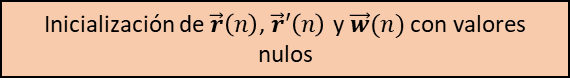 Inicialización de r⃗(n), r⃗′(n) y w⃗(n) con valores
nulos